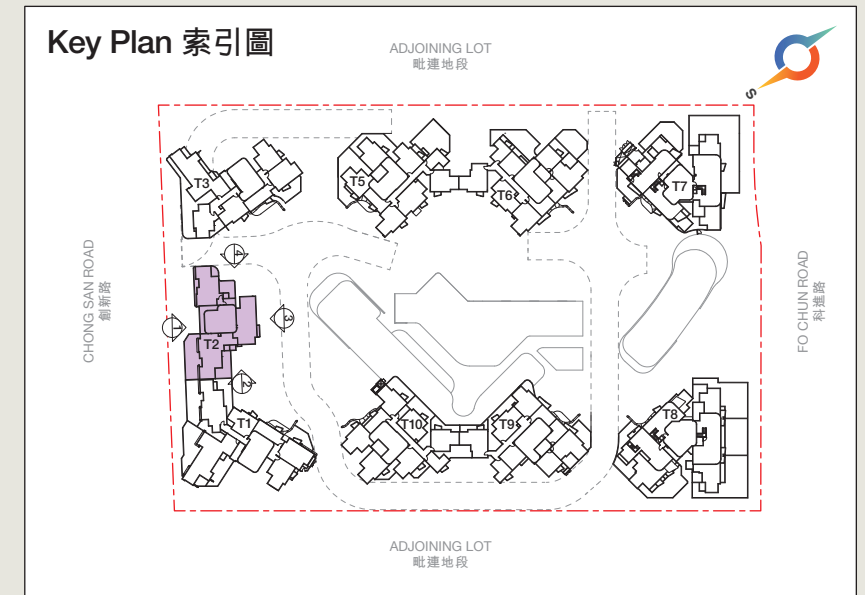 Key Plan 索引圖
ADJOINING LOT
毗連地段
S
T3
T5
T6
T7
CHONG SAN ROAD
創新路
FO CHUN ROAD
科進路
4
1
3
T2
2
T1
T10
T9
T8
ADJOINING LOT
毗連地段